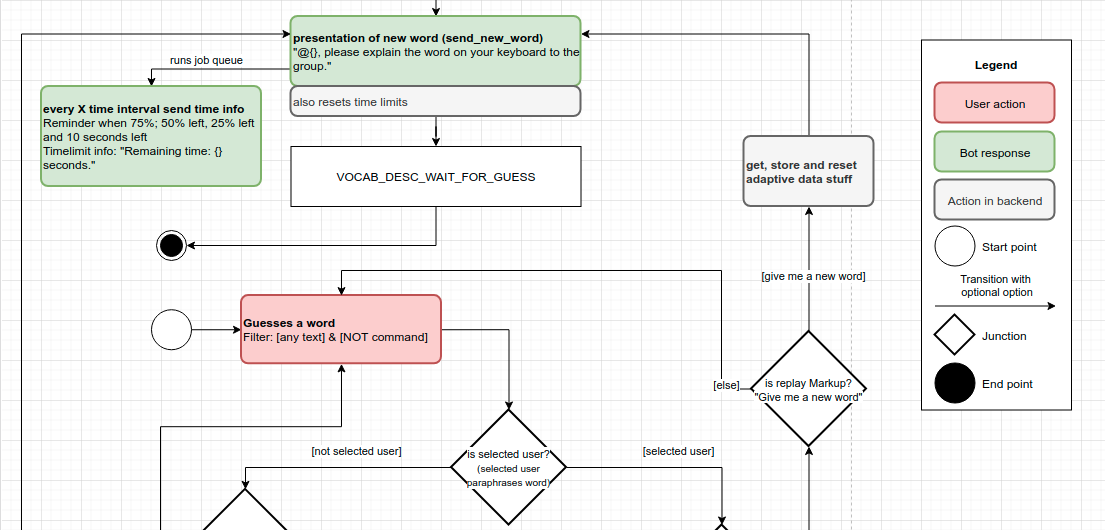 presentation of new word (send_new_word)
"@{}, please explain the word on your keyboard to the
group."
also resets time limits
runs job queue
every X time interval send time info
Reminder when 75%; 50% left, 25% left
and 10 seconds left
Timelimit info: "Remaining time: {}
seconds."
VOCAB_DESC_WAIT_FOR_GUESS
get, store and reset
adaptive data stuff
[give me a new word]
Guesses a word
Filter: [any text] & [NOT command]
[else]
is replay Markup?
"Give me a new word"
[not selected user]
is selected user?
(selected user
paraphrases word)
[selected user]
Legend
User action
Bot response
Action in backend
Start point
Transition with
optional option
Junction
End point